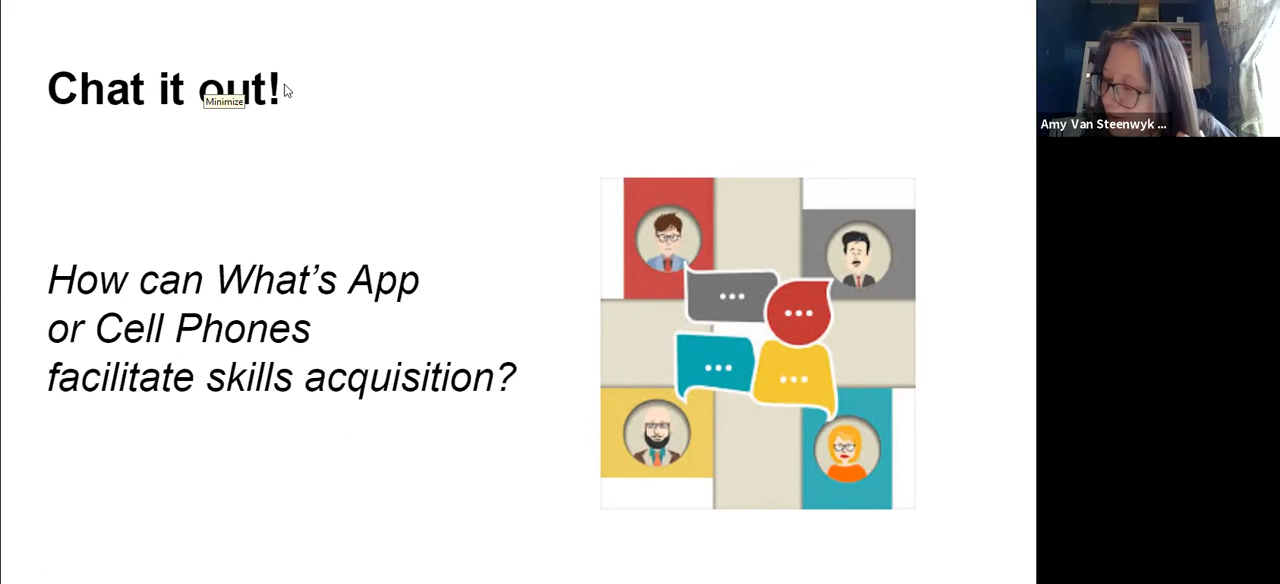 Chat it out!
Minimize
Amy Van Steenwyk ...
How can What's App
or Cell Phones
facilitate skills acquisition?